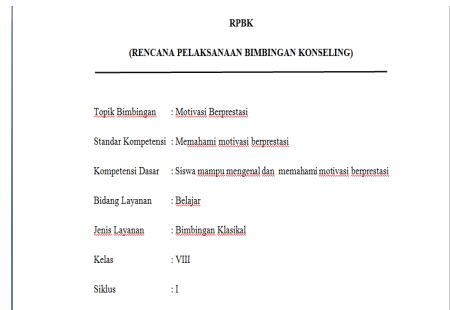 RPBK
(RENCANA PELAKSANAAN BIMBINGAN KONSELING)
Topik Bimbingan : Motivasi Berprestasi
Standar Kompetensi : Memahami motivasi berprestasi
Kompetensi Dasar : Siswa mampu mengenal dan memahami motivasi berprestasi
Bidang Layanan : Belajar
Jenis Layanan : Bimbingan Klasikal
Kelas : VIII
Siklus : I